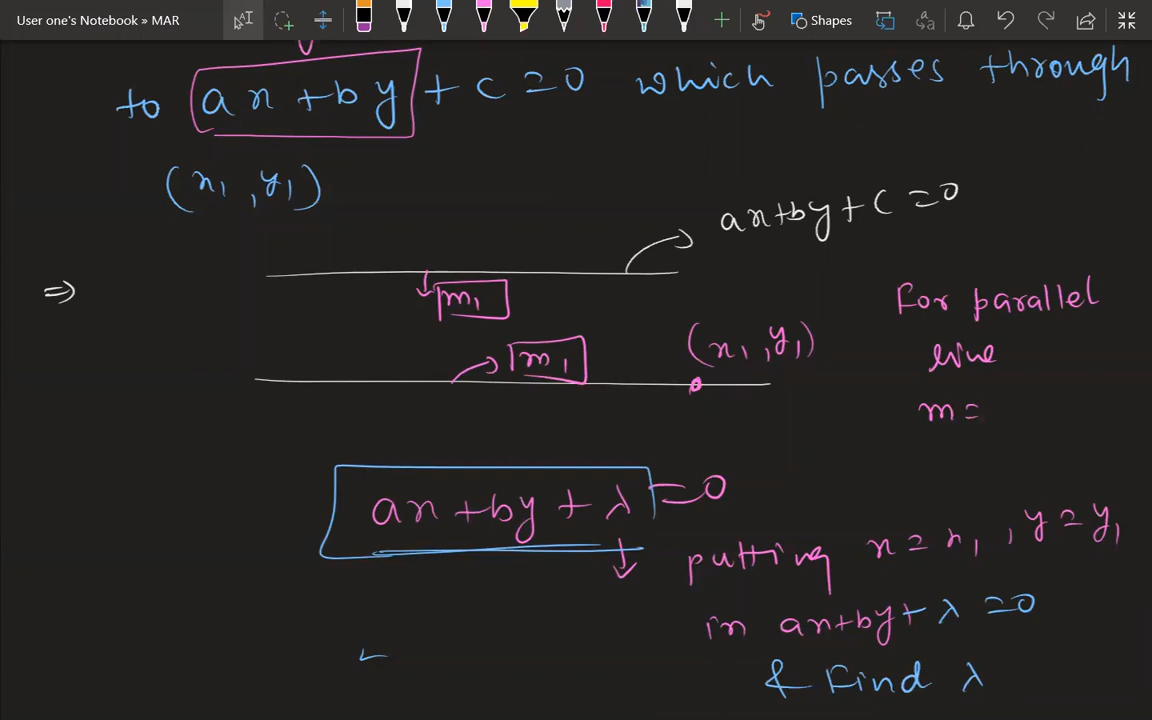 User one's Notebook » MAR
Shapes
to ax + by + c = 0 which passes through
(x₁, y₁)
ax+by+c=0
⇒
m₁
For parallel
m₁
(x₁, y₁)
line
m =
ax + by + λ = 0
putting x = x₁, y = y₁
in ax+by+λ = 0
& Find λ